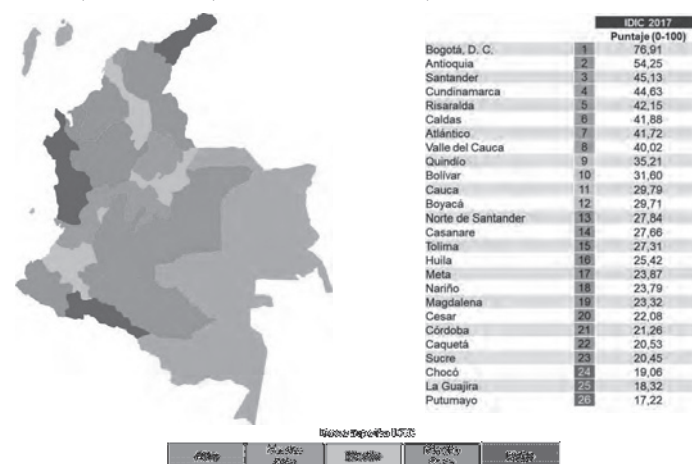 IDIC 2017
Puntaje (0-100)
Bogotá, D. C. 1 76,91
Antioquia 2 54,25
Santander 3 45,13
Cundinamarca 4 44,63
Risaralda 5 42,15
Caldas 6 41,88
Atlántico 7 41,72
Valle del Cauca 8 40,02
Quindío 9 35,21
Bolívar 10 31,60
Cauca 11 29,79
Boyacá 12 29,71
Norte de Santander 13 27,84
Casanare 14 27,66
Tolima 15 27,31
Huila 16 25,42
Meta 17 23,87
Nariño 18 23,79
Magdalena 19 23,32
Cesar 20 22,08
Córdoba 21 21,26
Caquetá 22 20,53
Sucre 23 20,45
Chocó 24 19,06
La Guajira 25 18,32
Putumayo 26 17,22